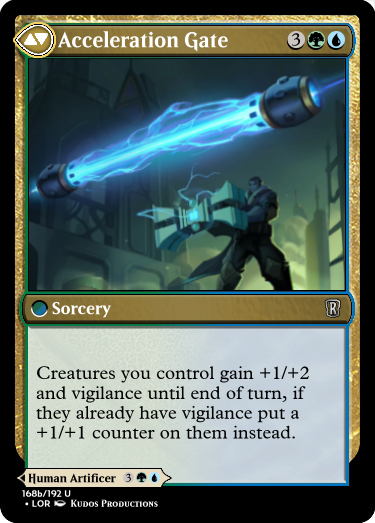 Acceleration Gate 3
Sorcery R
Creatures you control gain +1/+2
and vigilance until end of turn, if
they already have vigilance put a
+1/+1 counter on them instead.
Human Artificer 3
168b/192 U
• LOR Kudos Productions